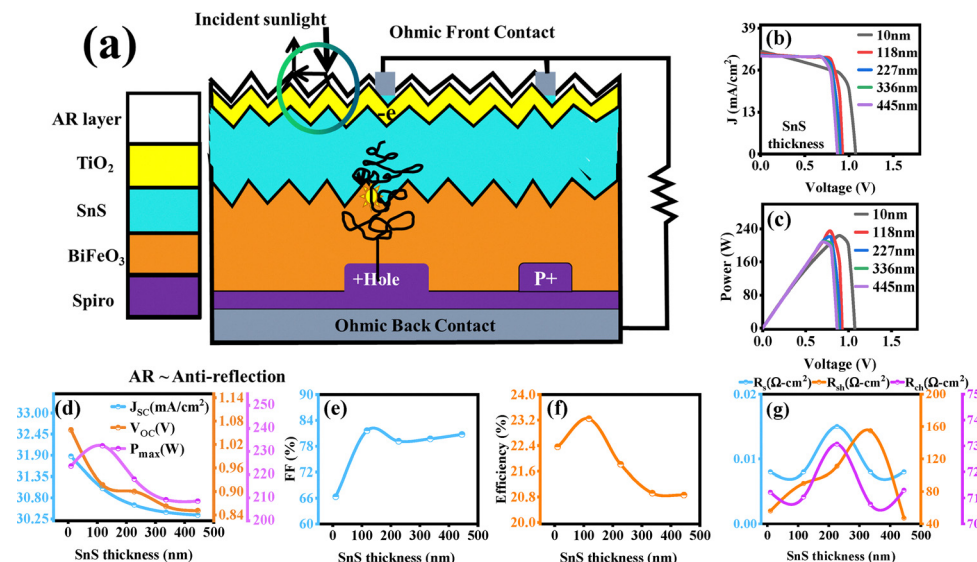 (a)
Incident sunlight
Ohmic Front Contact
-e
AR layer
TiO₂
SnS
BiFeO₃
Spiro
+Hole
P+
Ohmic Back Contact
AR ~ Anti-reflection
(b)
J (mA/cm²)
39
26
13
0
0.0 0.5 1.0 1.5
Voltage (V)
SnS
thickness
10nm
118nm
227nm
336nm
445nm
(c)
Power (W)
240
160
80
0
0.0 0.5 1.0 1.5
Voltage (V)
10nm
118nm
227nm
336nm
445nm
(d)
J_SC(mA/cm²)
V_OC(V)
P_max(W)
33.00
32.45
31.90
31.35
30.80
30.25
1.14
1.08
1.02
0.96
0.90
0.84
250
240
230
220
210
200
0 100 200 300 400 500
SnS thickness (nm)
(e)
FF (%)
90
84
78
72
66
60
0 100 200 300 400 500
SnS thickness (nm)
(f)
Efficiency (%)
24.0
23.2
22.4
21.6
20.8
20.0
0 100 200 300 400 500
SnS thickness (nm)
R_s(Ω-cm²) R_sh(Ω-cm²) R_ch(Ω-cm²)
(g)
0.02
0.01
0.00
200
160
120
80
40
0 100 200 300 400 500
SnS thickness (nm)